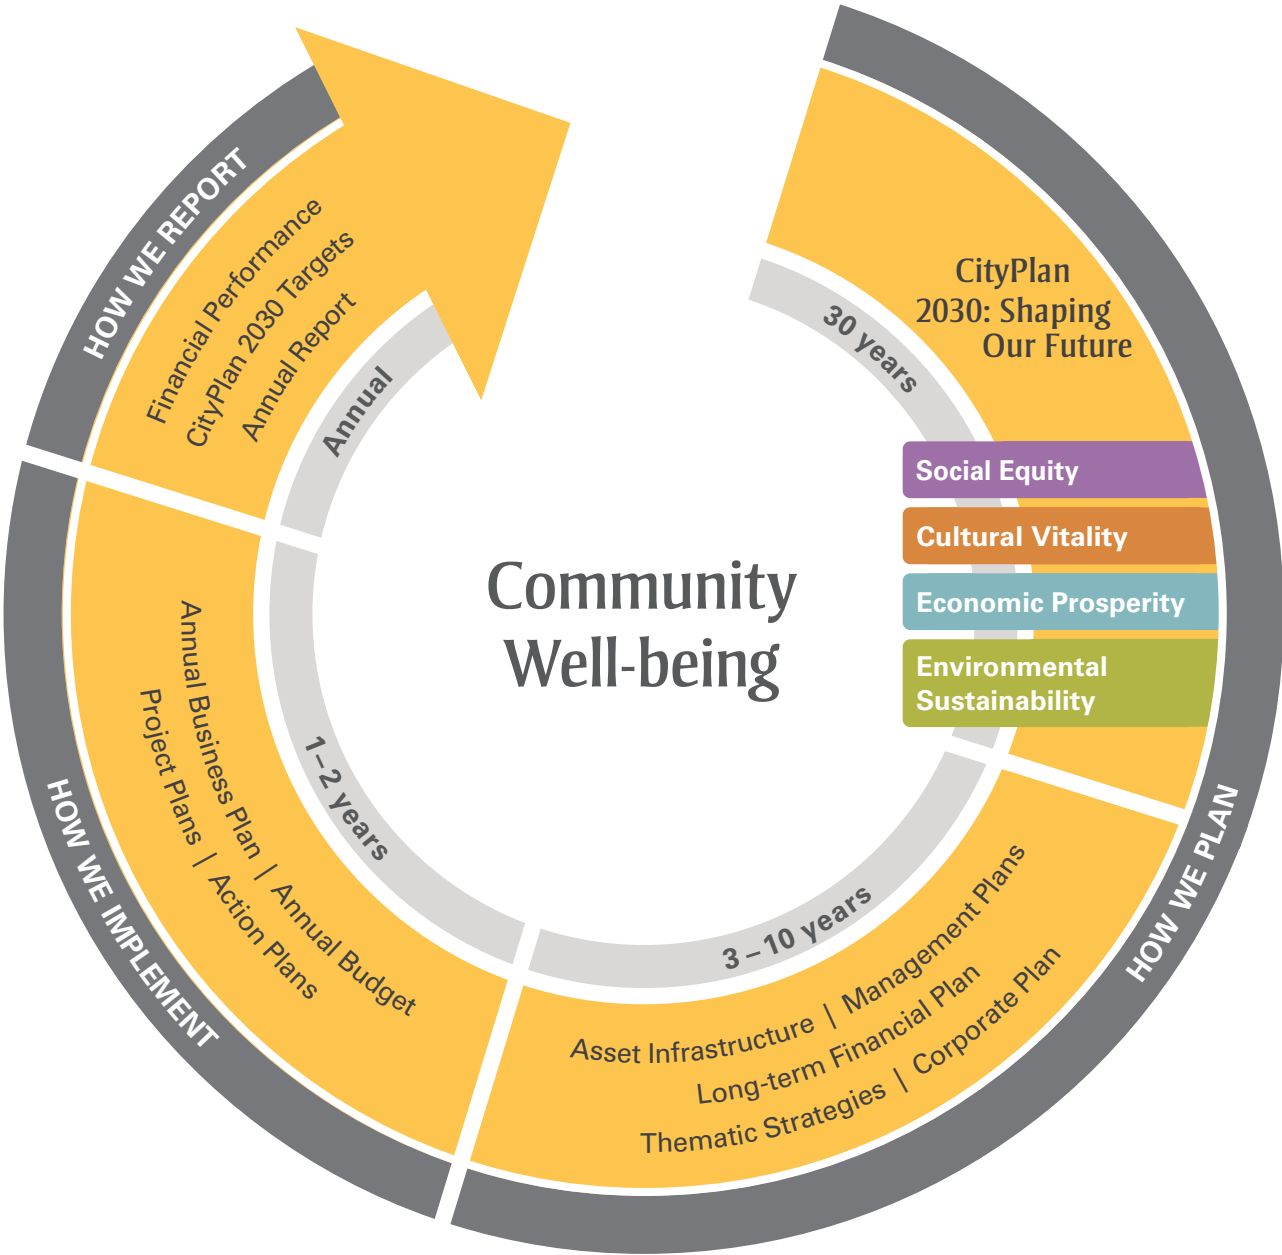 Community
Well-being
HOW WE PLAN
30 years
CityPlan
2030: Shaping
Our Future
Social Equity
Cultural Vitality
Economic Prosperity
Environmental
Sustainability
3–10 years
Asset Infrastructure | Management Plans
Long-term Financial Plan
Thematic Strategies | Corporate Plan
HOW WE IMPLEMENT
1–2 years
Annual Business Plan | Annual Budget
Project Plans | Action Plans
HOW WE REPORT
Annual
Financial Performance
CityPlan 2030 Targets
Annual Report